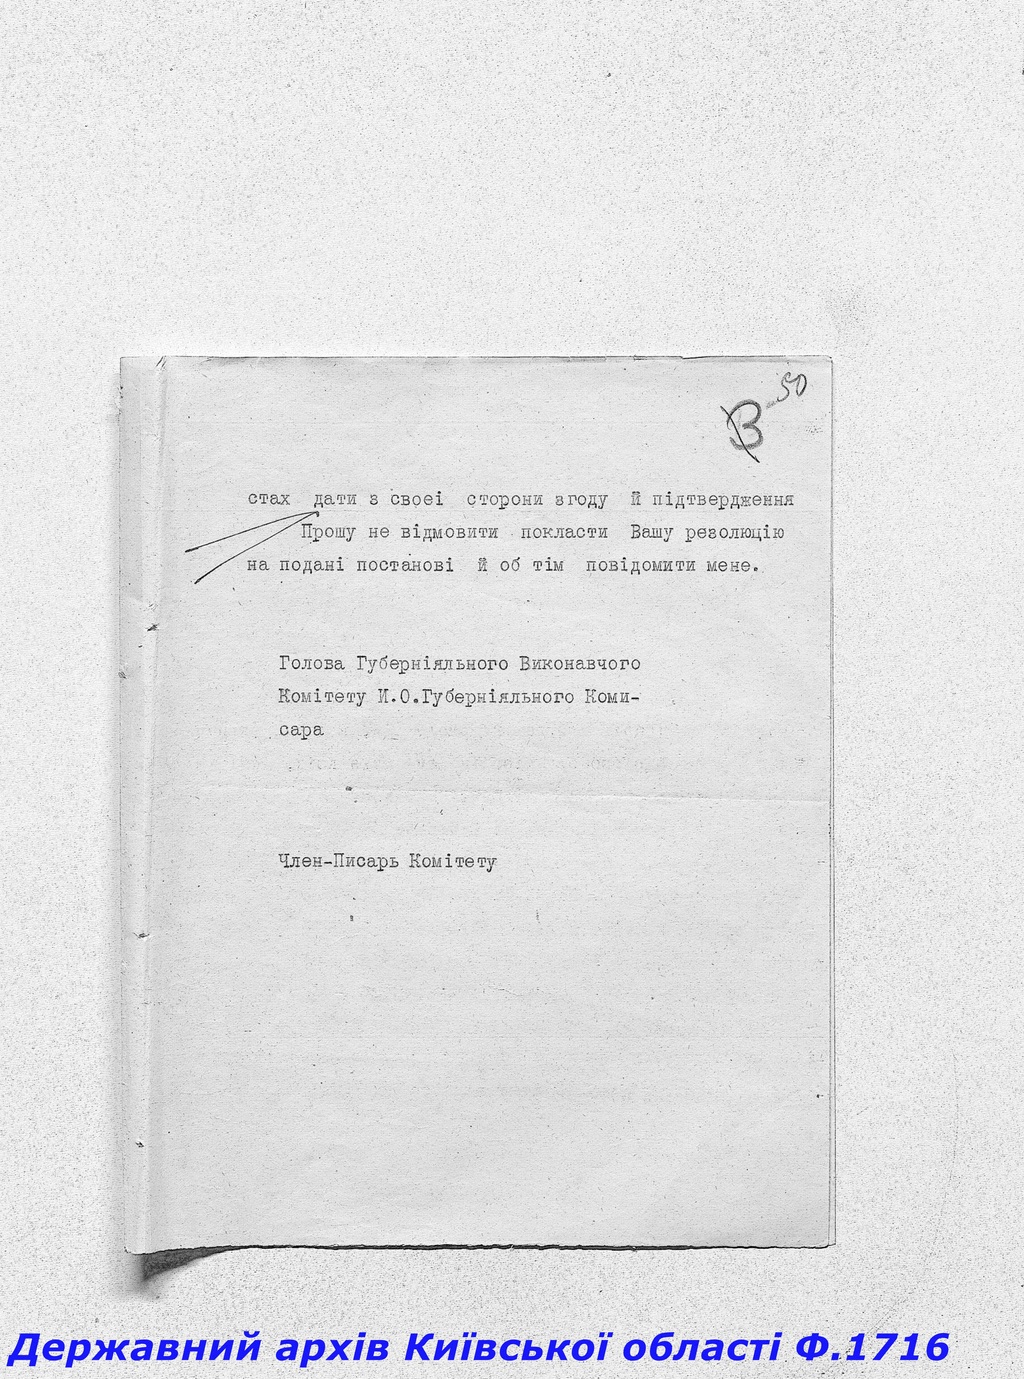 50
В
стах дати з своеі сторони згоду Й підтвердження
Прошу не відмовити покласти Вашу резолюцію
на подані постанові Й об тім повідомити мене.
Голова Губерніяльного Виконавчого
Комітету И.О.Губерніяльного Коми-
сара
Член-Писарь Комітету
Державний архів Київської області Ф.1716